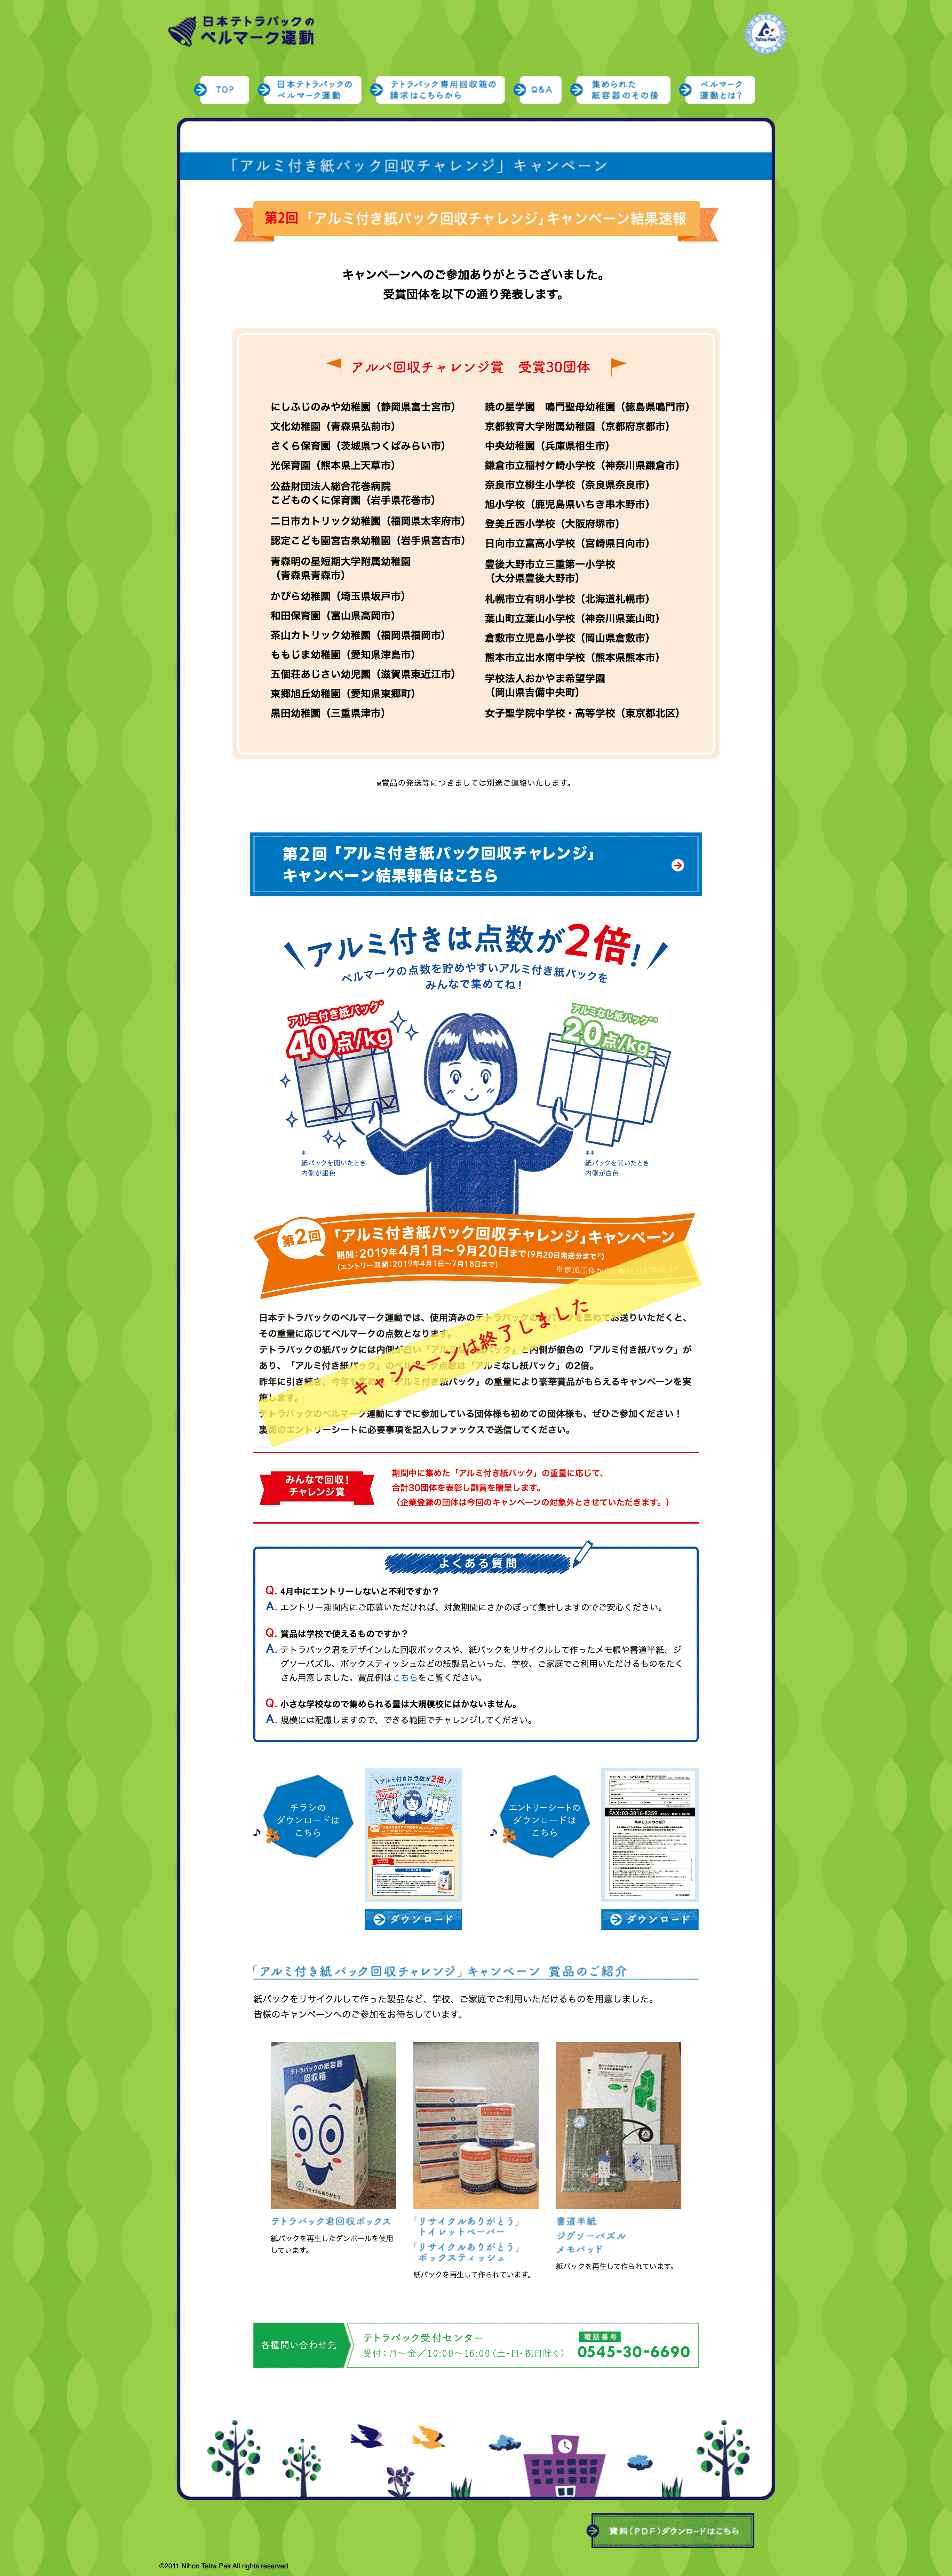 日本テトラパックの
ベルマーク運動
Tetra Pak
TOP
日本テトラパックの
ベルマーク運動
テトラパック専用回収箱の
請求はこちらから
Q&A
集められた
紙容器のその後
ベルマーク
運動とは?
「アルミ付き紙パック回収チャレンジ」キャンペーン
第2回「アルミ付き紙パック回収チャレンジ」キャンペーン結果速報
キャンペーンへのご参加ありがとうございました。
受賞団体を以下の通り発表します。
アルパ回収チャレンジ賞 受賞30団体
にしふじのみや幼稚園(静岡県富士宮市)
文化幼稚園(青森県弘前市)
さくら保育園(茨城県つくばみらい市)
光保育園(熊本県上天草市)
公益財団法人総合花巻病院
こどものくに保育園(岩手県花巻市)
二日市カトリック幼稚園(福岡県太宰府市)
認定こども園宮古泉幼稚園(岩手県宮古市)
青森明の星短期大学附属幼稚園
(青森県青森市)
かぴら幼稚園(埼玉県坂戸市)
和田保育園(富山県高岡市)
茶山カトリック幼稚園(福岡県福岡市)
ももじま幼稚園(愛知県津島市)
五個荘あじさい幼児園(滋賀県東近江市)
東郷旭丘幼稚園(愛知県東郷町)
黒田幼稚園(三重県津市)
暁の星学園 鳴門聖母幼稚園(徳島県鳴門市)
京都教育大学附属幼稚園(京都府京都市)
中央幼稚園(兵庫県相生市)
鎌倉市立稲村ケ崎小学校(神奈川県鎌倉市)
奈良市立柳生小学校(奈良県奈良市)
旭小学校(鹿児島県いちき串木野市)
登美丘西小学校(大阪府堺市)
日向市立富高小学校(宮崎県日向市)
豊後大野市立三重第一小学校
(大分県豊後大野市)
札幌市立有明小学校(北海道札幌市)
葉山町立葉山小学校(神奈川県葉山町)
倉敷市立児島小学校(岡山県倉敷市)
熊本市立出水南中学校(熊本県熊本市)
学校法人おかやま希望学園
(岡山県吉備中央町)
女子聖学院中学校・高等学校(東京都北区)
※賞品の発送等につきましては別途ご連絡いたします。
第2回「アルミ付き紙パック回収チャレンジ」
キャンペーン結果報告はこちら
アルミ付きは点数が2倍!
ベルマークの点数を貯めやすいアルミ付き紙パックを
みんなで集めてね!
アルミ付き紙パック*
40点/kg
アルミなし紙パック**
20点/kg
*
紙パックを開いたとき
内側が銀色
**
紙パックを開いたとき
内側が白色
第2回
「アルミ付き紙パック回収チャレンジ」キャンペーン
期間:2019年4月1日〜9月20日まで(9月20日発送分まで※)
(エントリー期間:2019年4月1日〜7月18日まで)
※参加団体から
キャンペーンは終了しました
日本テトラパックのベルマーク運動では、使用済みのテトラパックの紙パックを集めてお送りいただくと、
その重量に応じてベルマークの点数となります。
テトラパックの紙パックには内側が白い「アルミなし紙パック」と内側が銀色の「アルミ付き紙パック」が
あり、「アルミ付き紙パック」のベルマーク点数は「アルミなし紙パック」の2倍。
昨年に引き続き、今年も集めた「アルミ付き紙パック」の重量により豪華賞品がもらえるキャンペーンを実
施します。
テトラパックのベルマーク運動にすでに参加している団体様も初めての団体様も、ぜひご参加ください!
裏面のエントリーシートに必要事項を記入しファックスで送信してください。
みんなで回収!
チャレンジ賞
期間中に集めた「アルミ付き紙パック」の重量に応じて、
合計30団体を表彰し副賞を贈呈します。
(企業登録の団体は今回のキャンペーンの対象外とさせていただきます。)
よくある質問
Q. 4月中にエントリーしないと不利ですか?
A. エントリー期間内にご応募いただければ、対象期間にさかのぼって集計しますのでご安心ください。
Q. 賞品は学校で使えるものですか?
A. テトラパック君をデザインした回収ボックスや、紙パックをリサイクルして作ったメモ帳や書道半紙、ジ
グソーパズル、ボックスティッシュなどの紙製品といった、学校、ご家庭でご利用いただけるものをたく
さん用意しました。賞品例はこちらをご覧ください。
Q. 小さな学校なので集められる量は大規模校にはかないません。
A. 規模には配慮しますので、できる範囲でチャレンジしてください。
チラシの
ダウンロードは
こちら
アルミ付きは点数が2倍!
ダウンロード
エントリーシートの
ダウンロードは
こちら
FAX:03-3816-8359
ダウンロード
「アルミ付き紙パック回収チャレンジ」キャンペーン 賞品のご紹介
紙パックをリサイクルして作った製品など、学校、ご家庭でご利用いただけるものを用意しました。
皆様のキャンペーンへのご参加をお待ちしています。
テトラパックの紙容器
回収箱
リサイクルありがとう
テトラパック君回収ボックス
紙パックを再生したダンボールを使用
しています。
「リサイクルありがとう」
トイレットペーパー
「リサイクルありがとう」
ボックスティッシュ
紙パックを再生して作られています。
書道半紙
ジグソーパズル
メモパッド
紙パックを再生して作られています。
各種問い合わせ先
テトラパック受付センター
受付:月〜金/10:00〜16:00(土・日・祝日除く)
電話番号
0545-30-6690
資料(PDF)ダウンロードはこちら
©2011 Nihon Tetra Pak All rights reserved